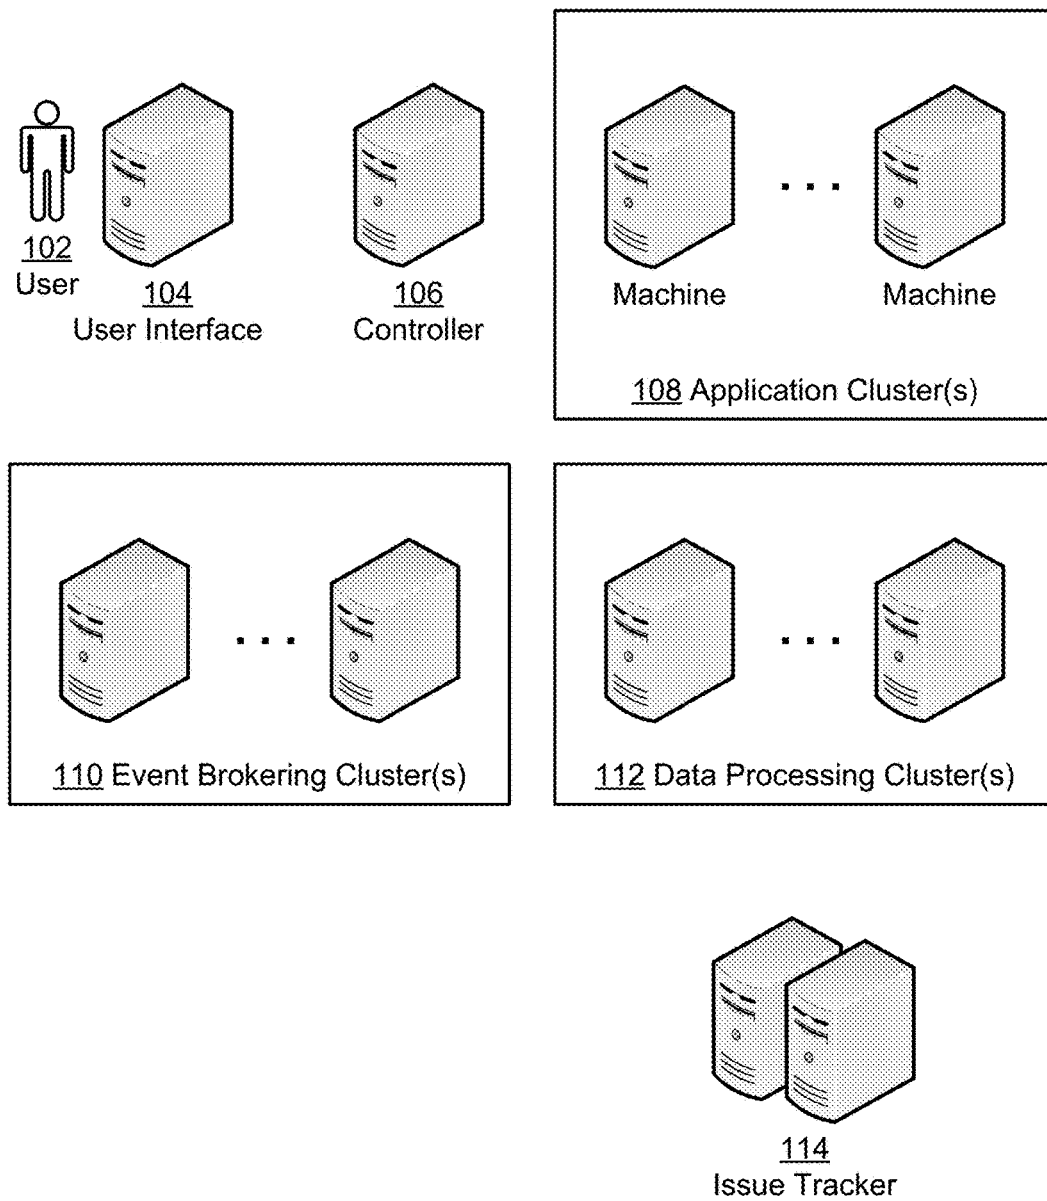 102
User
104
User Interface
106
Controller
Machine
Machine
108 Application Cluster(s)
110 Event Brokering Cluster(s)
112 Data Processing Cluster(s)
114
Issue Tracker